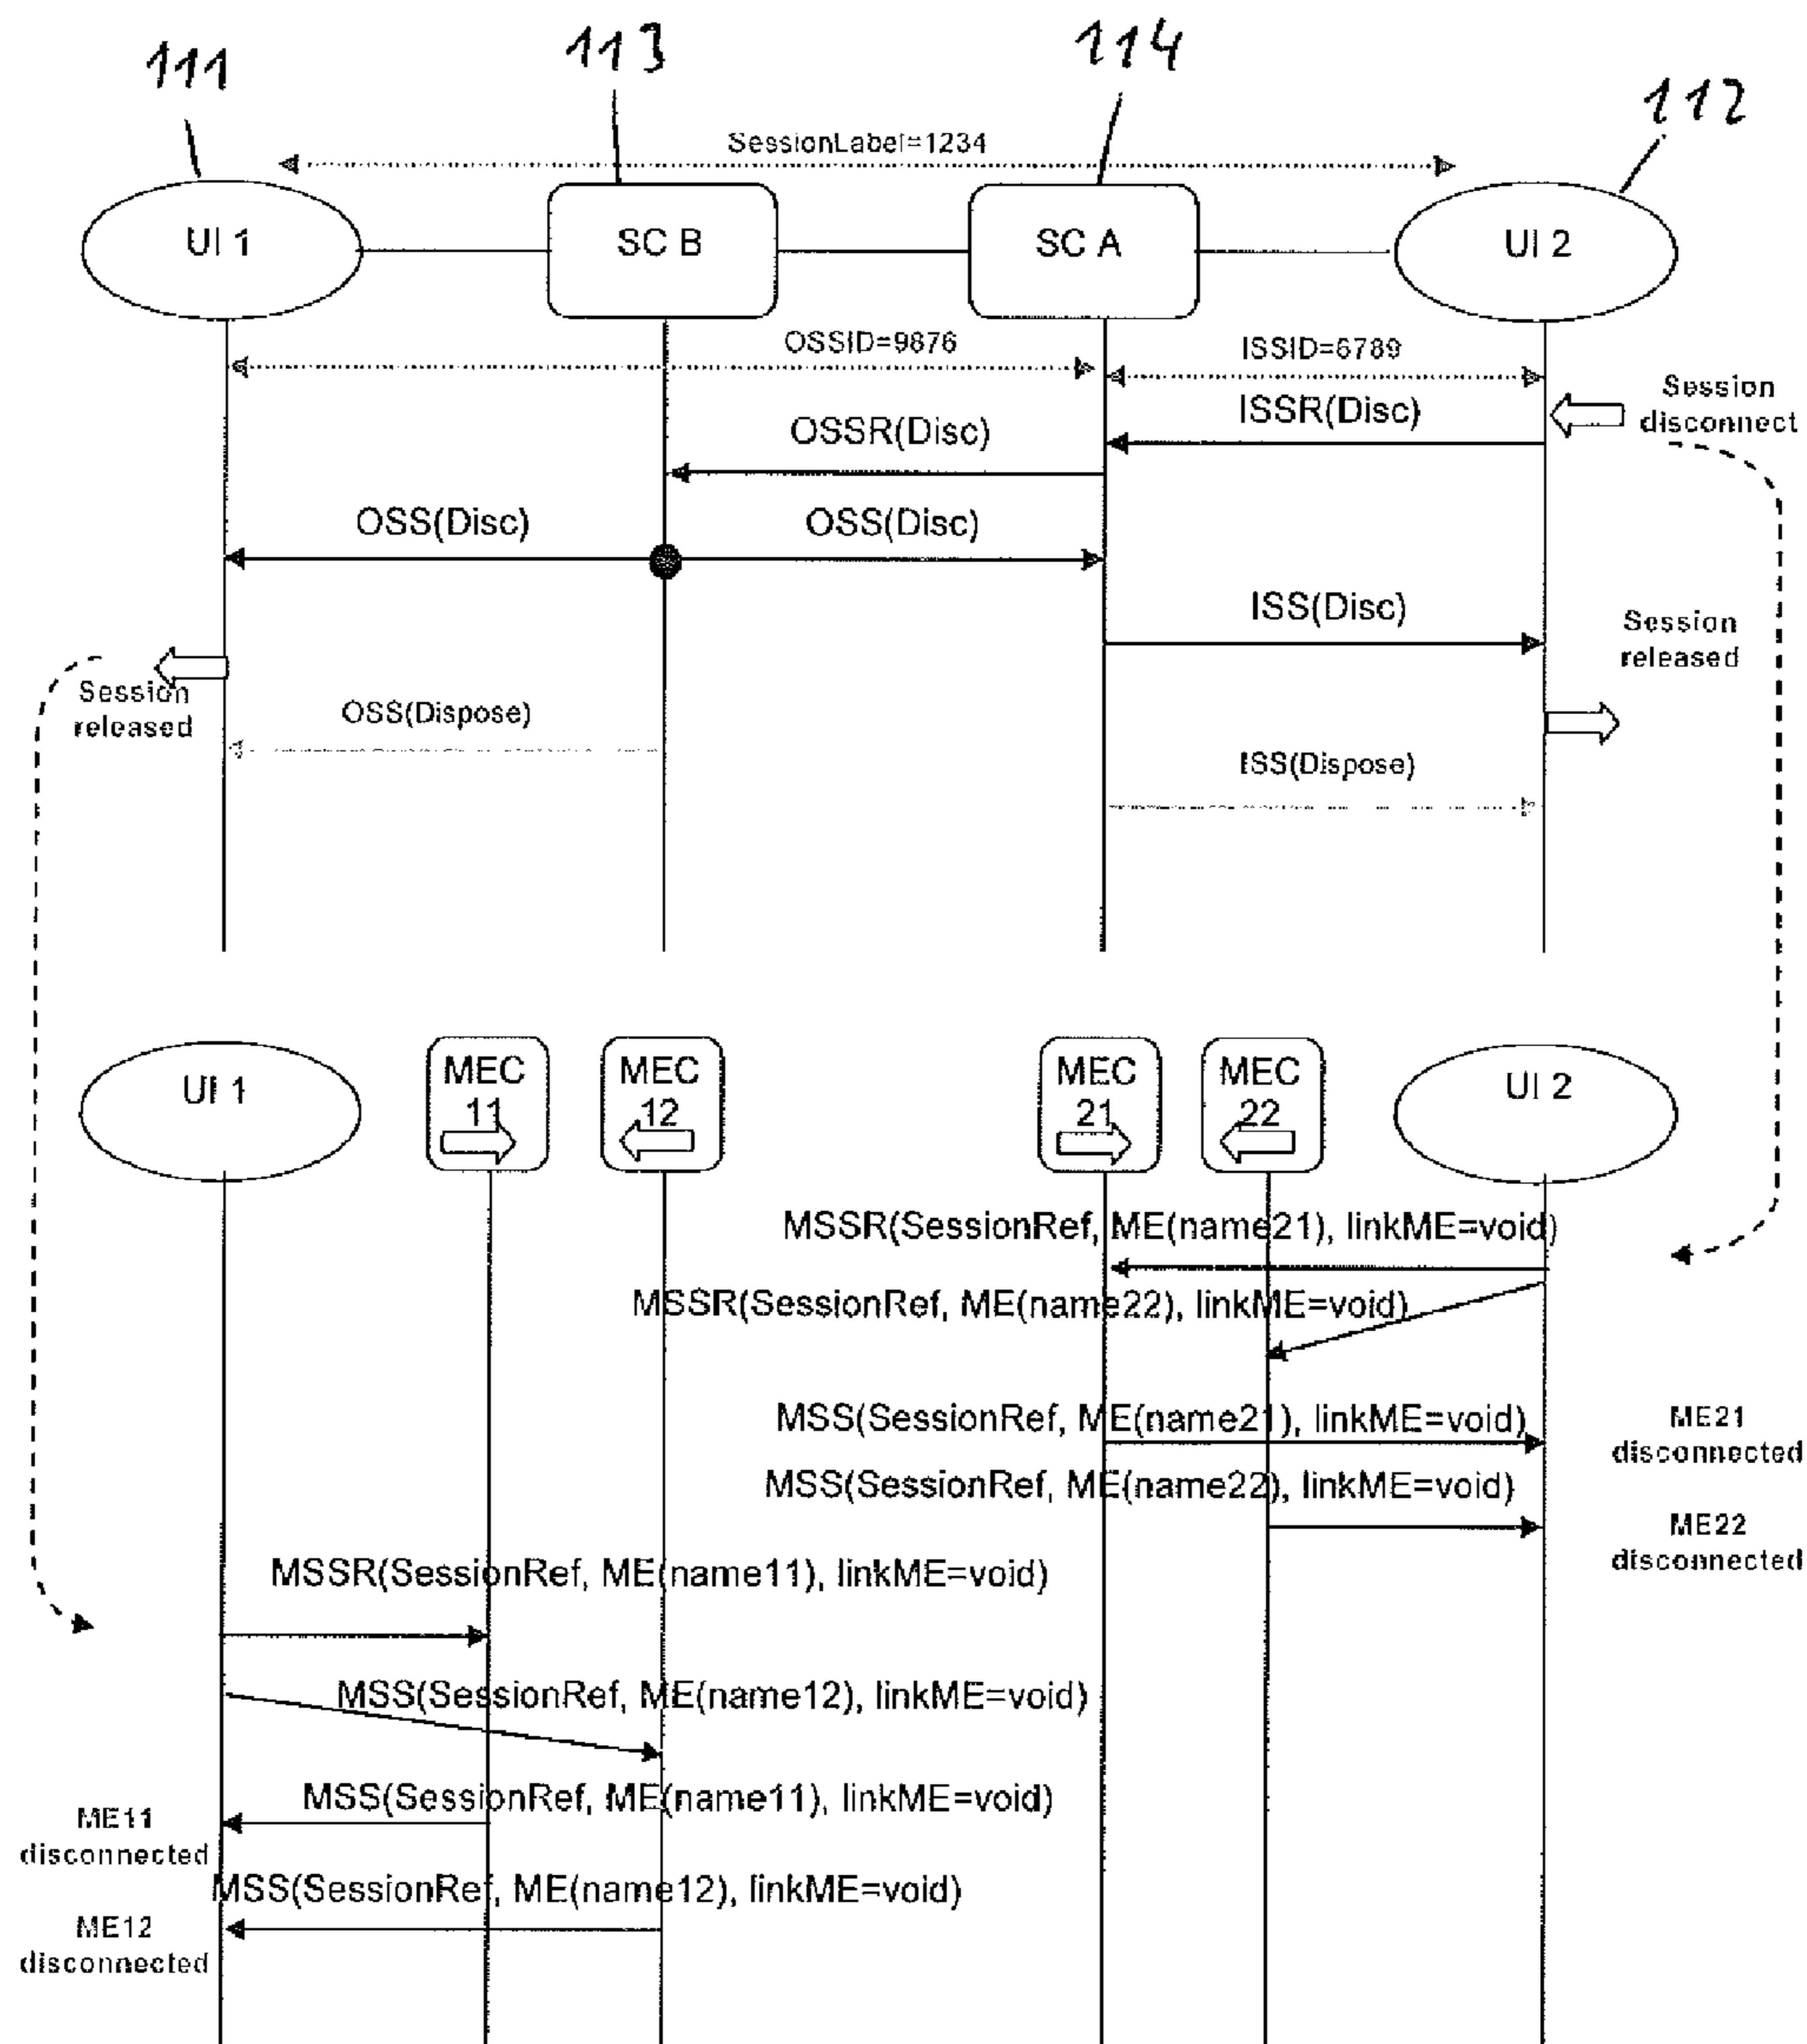 111
113
114
112
SessionLabel=1234
UI 1
SC B
SC A
UI 2
OSSID=9876
ISSID=6789
Session
disconnect
ISSR(Disc)
OSSR(Disc)
OSS(Disc)
OSS(Disc)
ISS(Disc)
Session
released
Session
released
OSS(Dispose)
ISS(Dispose)
UI 1
MEC
11
MEC
12
MEC
21
MEC
22
UI 2
MSSR(SessionRef, ME(name21), linkME=void)
MSSR(SessionRef, ME(name22), linkME=void)
MSS(SessionRef, ME(name21), linkME=void)
ME21
disconnected
MSS(SessionRef, ME(name22), linkME=void)
ME22
disconnected
MSSR(SessionRef, ME(name11), linkME=void)
MSS(SessionRef, ME(name12), linkME=void)
MSS(SessionRef, ME(name11), linkME=void)
ME11
disconnected
MSS(SessionRef, ME(name12), linkME=void)
ME12
disconnected